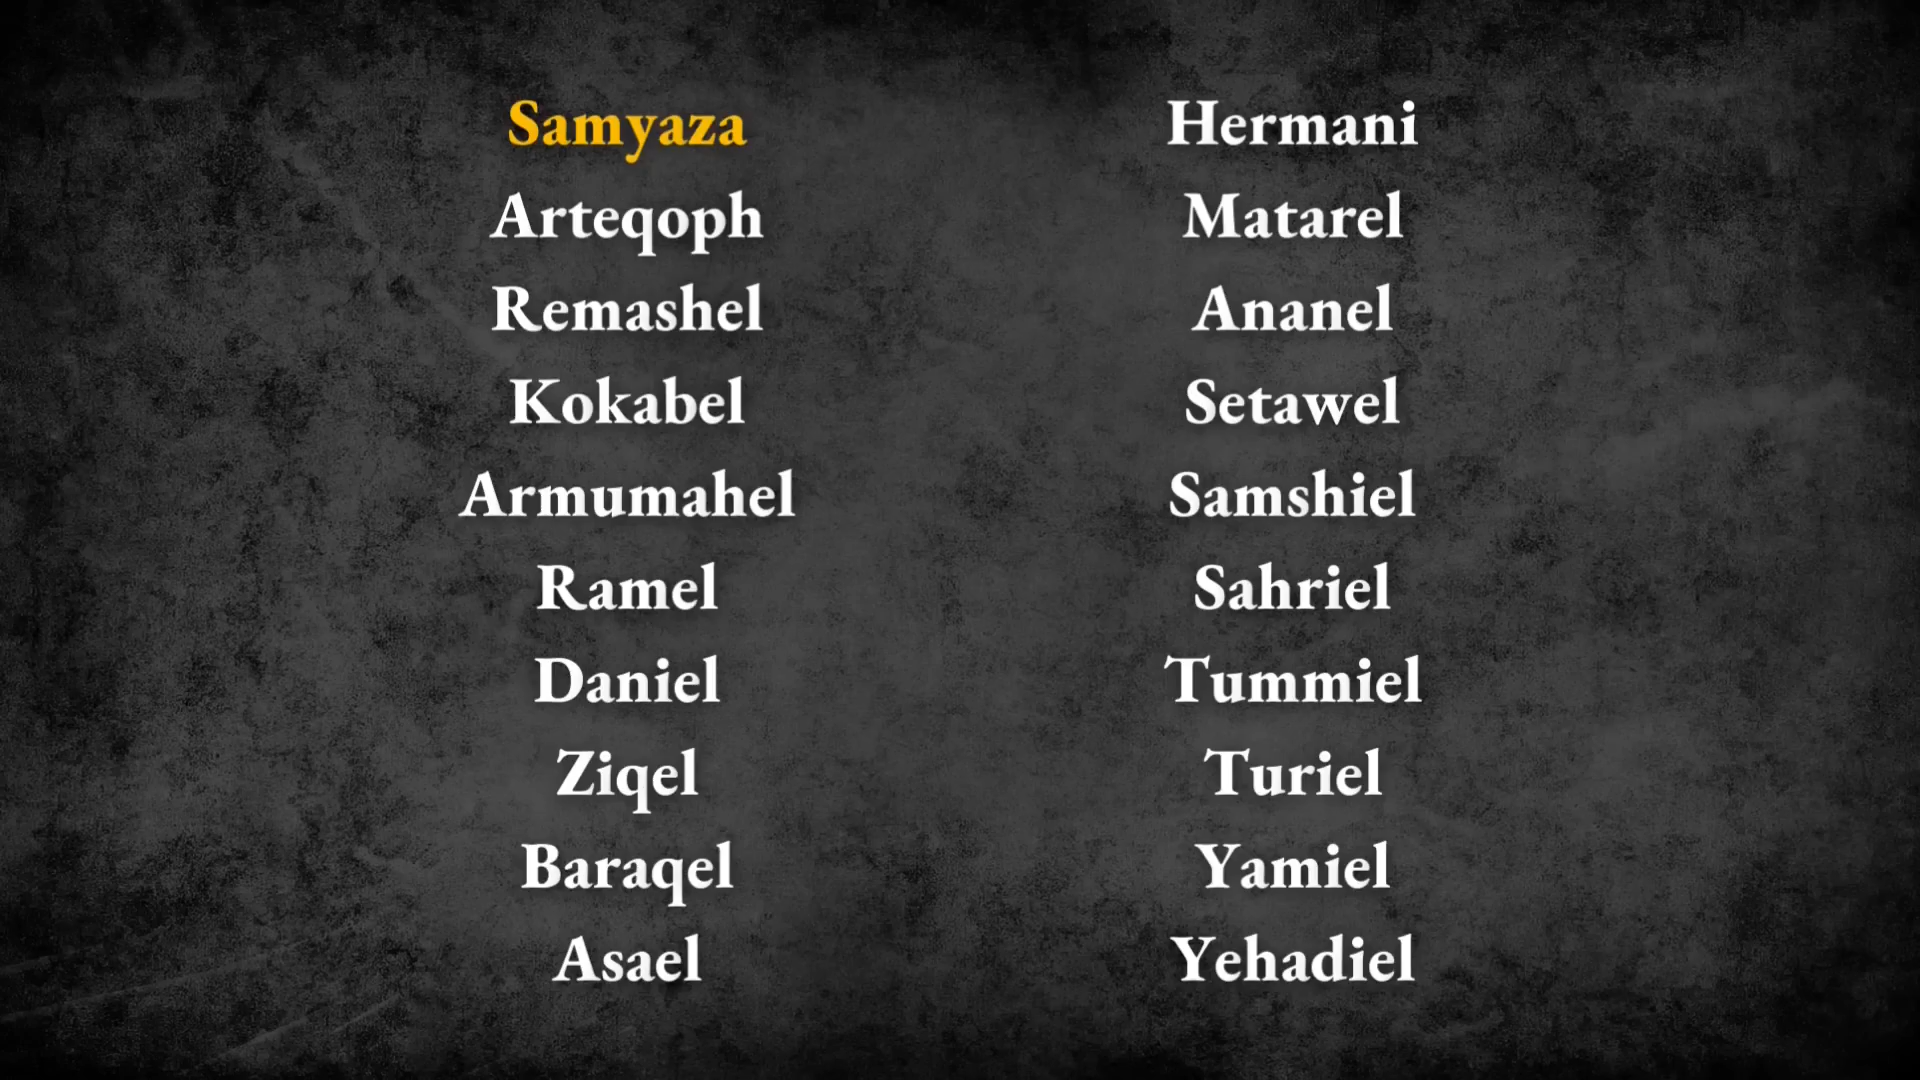 Samyaza
Arteqoph
Remashel
Kokabel
Armumahel
Ramel
Daniel
Ziqel
Baraqel
Asael
Hermani
Matarel
Ananel
Setawel
Samshiel
Sahriel
Tummiel
Turiel
Yamiel
Yehadiel